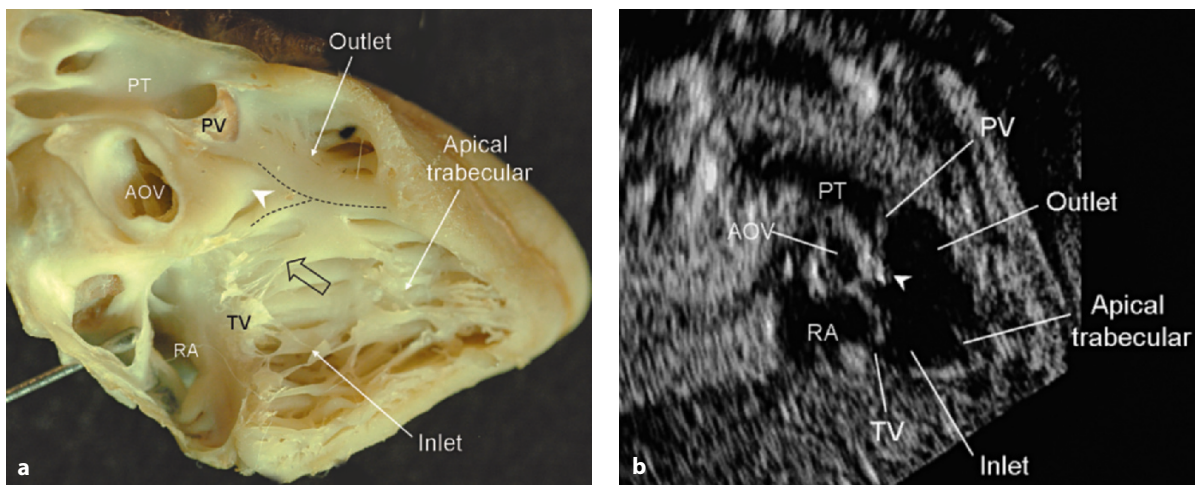 Outlet
PT
PV
Apical
trabecular
AOV
TV
RA
Inlet
a
PV
PT
Outlet
AOV
Apical
trabecular
RA
TV
Inlet
b